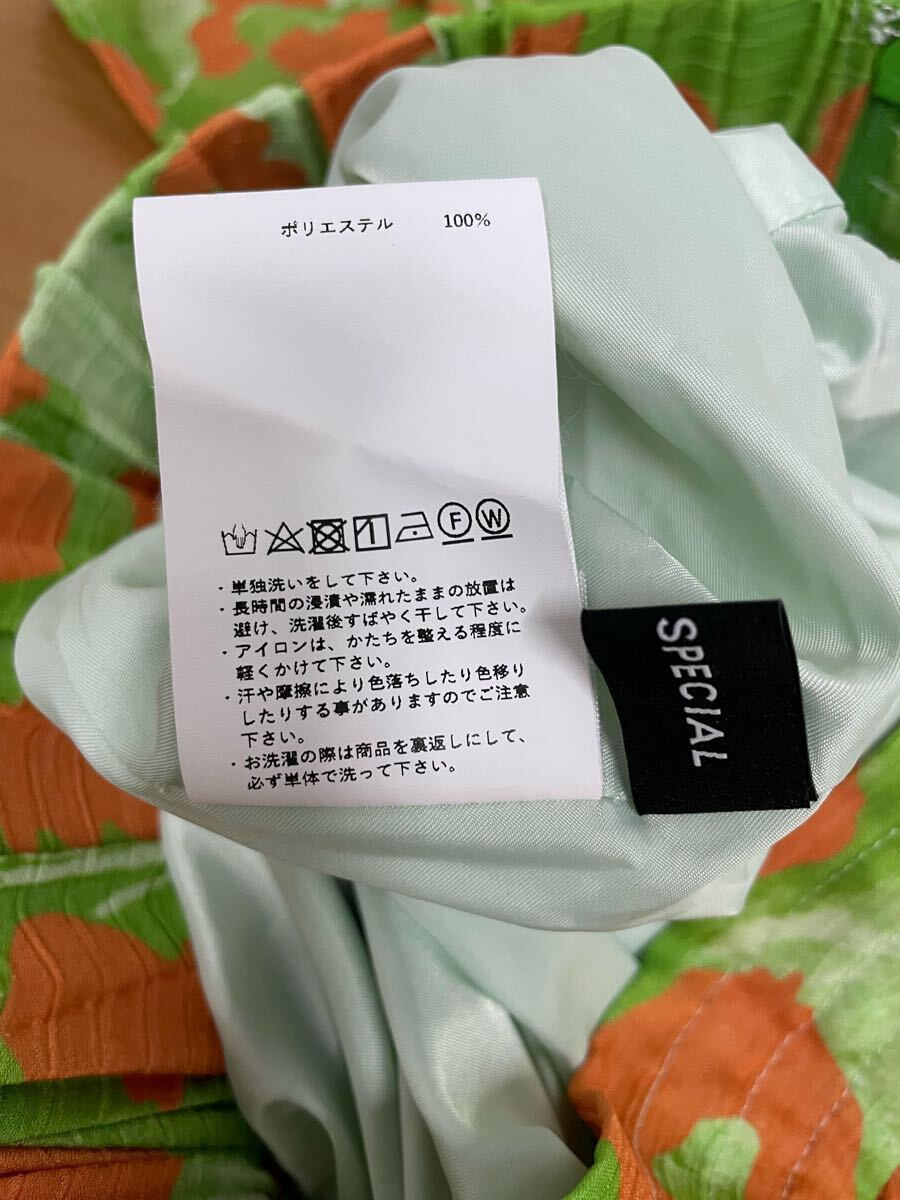 ポリエステル 100%
F W
・単独洗いをして下さい。
・長時間の浸漬や濡れたままの放置は
避け、洗濯後すばやく干して下さい。
・アイロンは、かたちを整える程度に
軽くかけて下さい。
・汗や摩擦により色落ちしたり色移り
したりする事がありますのでご注意
下さい。
・お洗濯の際は商品を裏返しにして、
必ず単体で洗って下さい。
SPECIAL